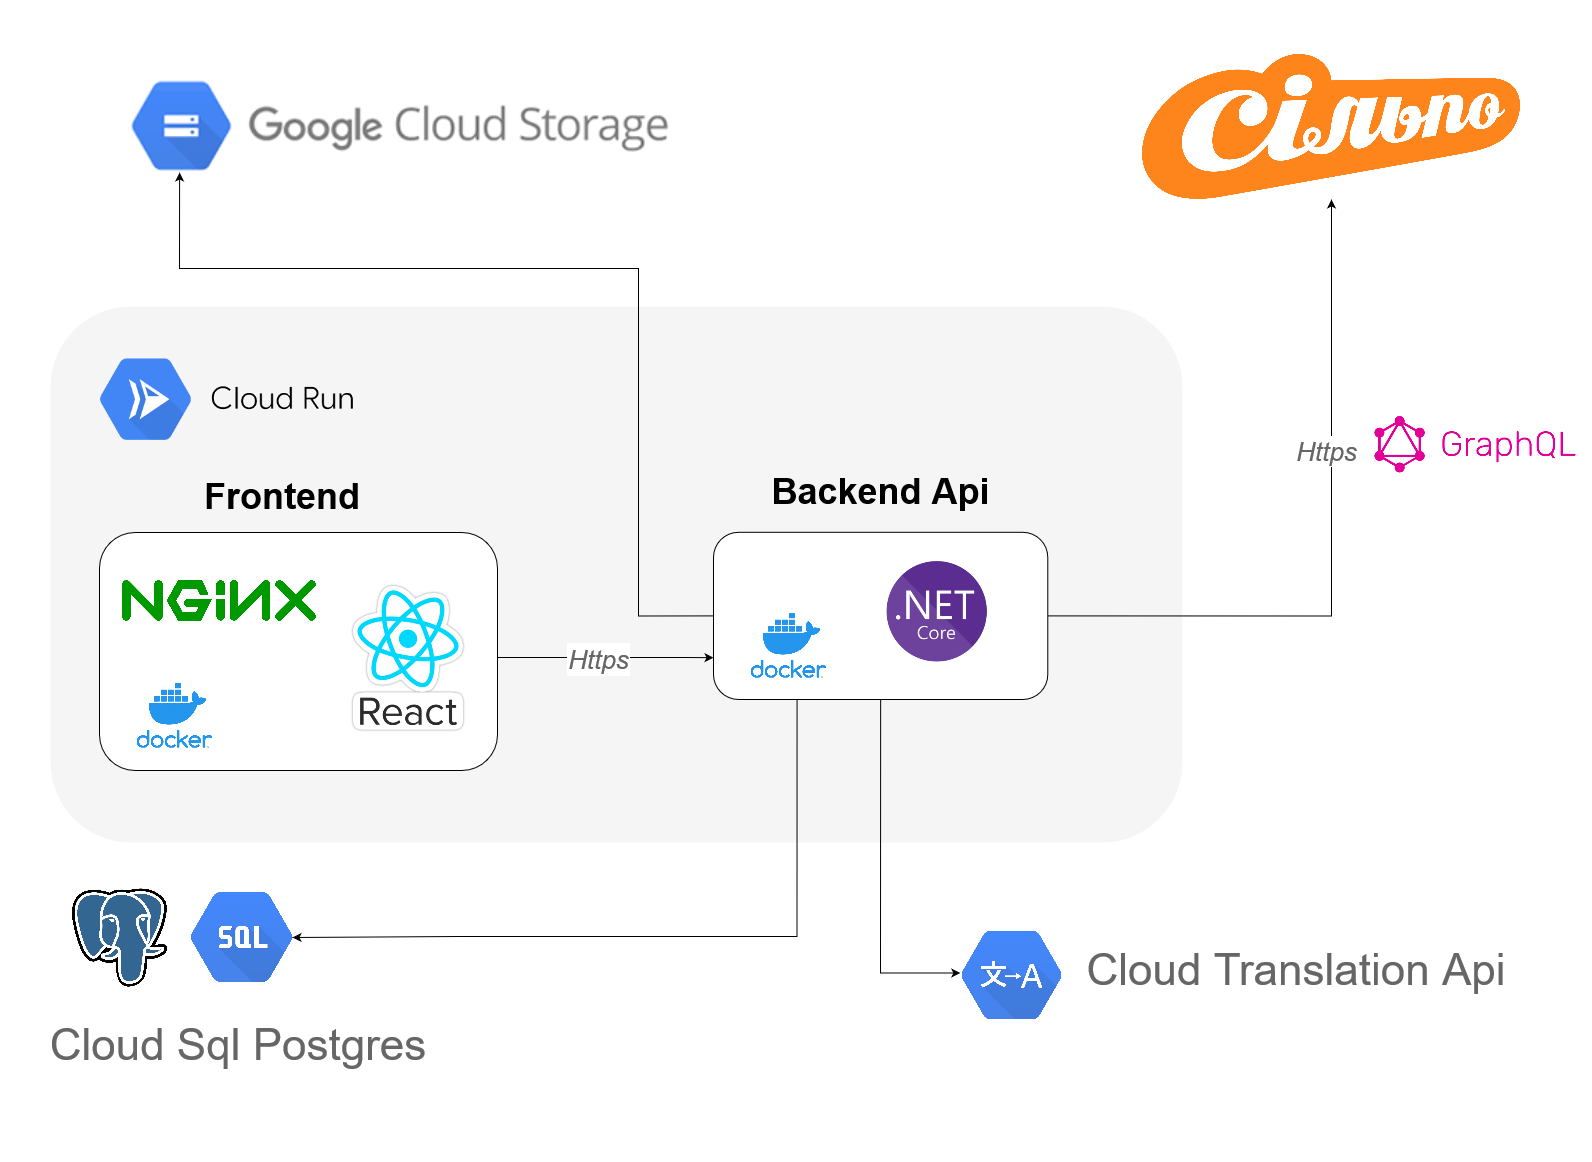 Google Cloud Storage
Сільпо
Cloud Run
Frontend
Backend Api
Https
GraphQL
NGiNX
React
docker
Https
docker
.NET
Core
SQL
文→A
Cloud Translation Api
Cloud Sql Postgres